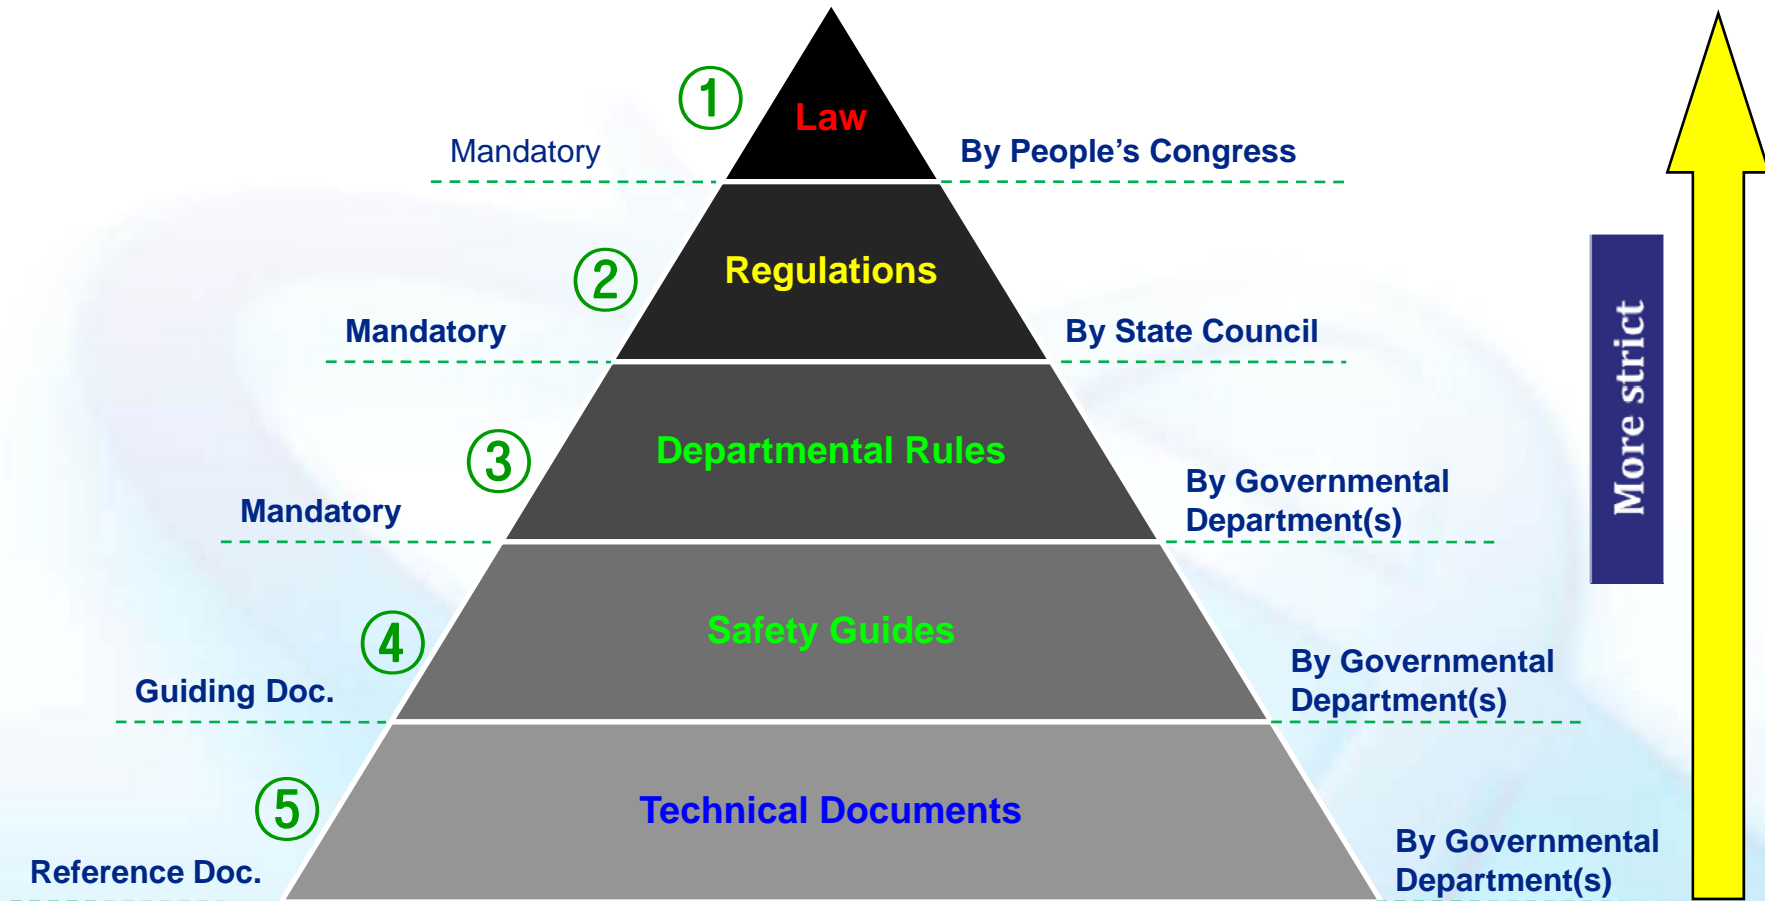 ①
Law
Mandatory
By People's Congress
②
Regulations
Mandatory
By State Council
③
Departmental Rules
Mandatory
By Governmental
Department(s)
④
Safety Guides
Guiding Doc.
By Governmental
Department(s)
⑤
Technical Documents
Reference Doc.
By Governmental
Department(s)
More strict